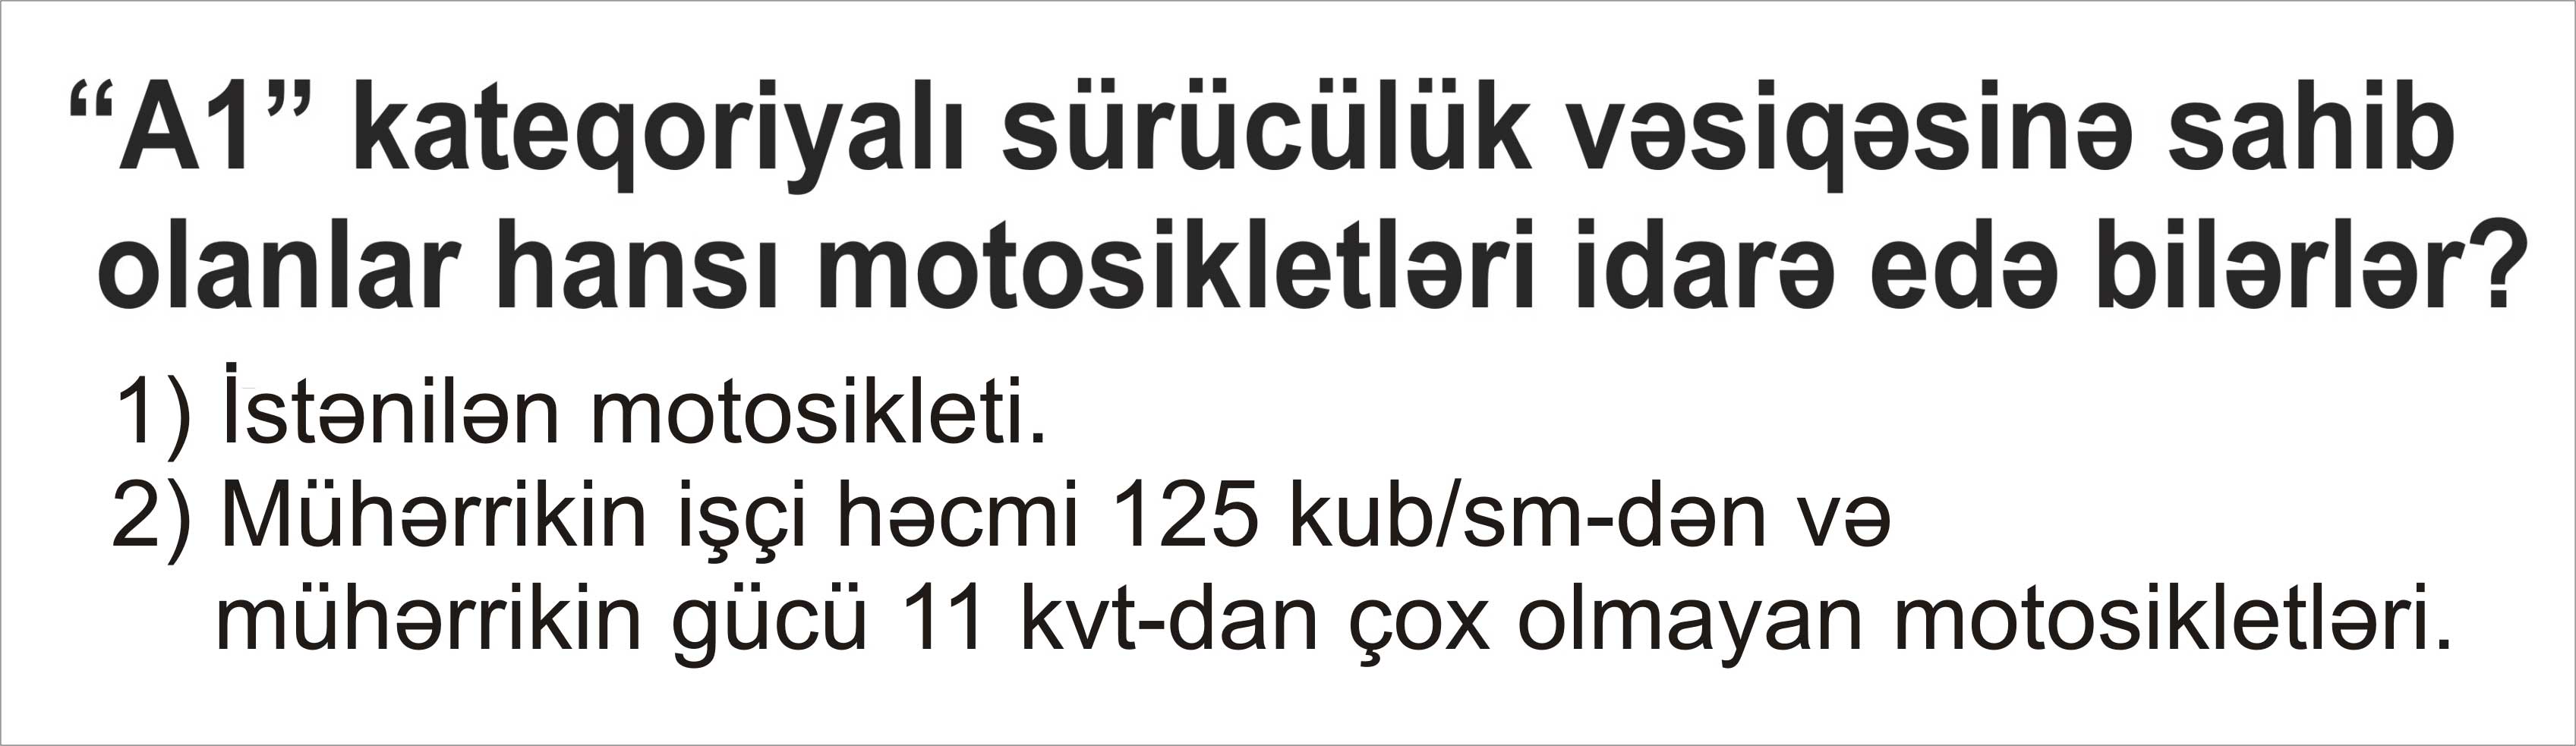 “A1” kateqoriyalı sürücülük vəsiqəsinə sahib
olanlar hansı motosikletləri idarə edə bilərlər?
1) İstənilən motosikleti.
2) Mühərrikin işçi həcmi 125 kub/sm-dən və
mühərrikin gücü 11 kvt-dan çox olmayan motosikletləri.